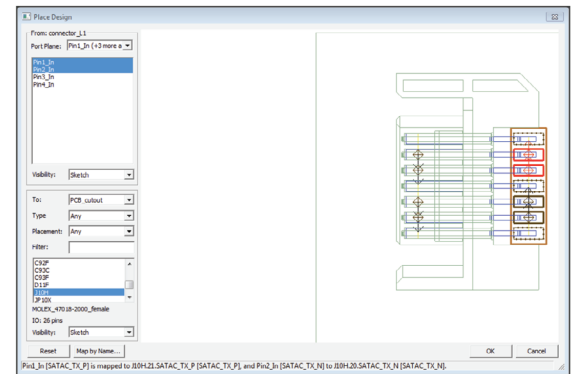 Place Design
From: connector_L1
Port Plane: Pin1_In (+3 more a
Pin1_In
Pin2_In
Pin3_In
Pin4_In
Visibility: Sketch
To: PCB_cutout
Type Any
Placement: Any
Filter:
C92F
C93C
C93F
D11F
J10H
JP10X
MOLEX_47018-2000_female
IO: 26 pins
Visibility: Sketch
Reset Map by Name... OK Cancel
Pin1_In [SATAC_TX_P] is mapped to J10H.21.SATAC_TX_P [SATAC_TX_P], and Pin2_In [SATAC_TX_N] to J10H.20.SATAC_TX_N [SATAC_TX_N].